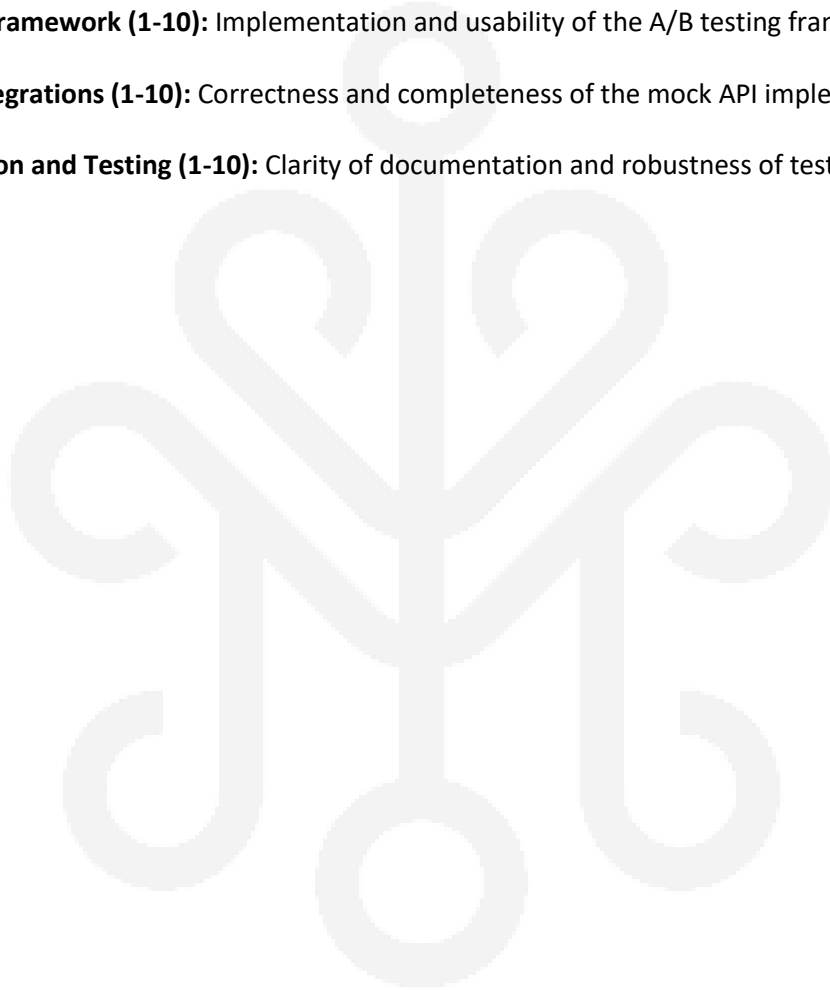 ramework (1-10): Implementation and usability of the A/B testing fra
egrations (1-10): Correctness and completeness of the mock API imple
on and Testing (1-10): Clarity of documentation and robustness of test